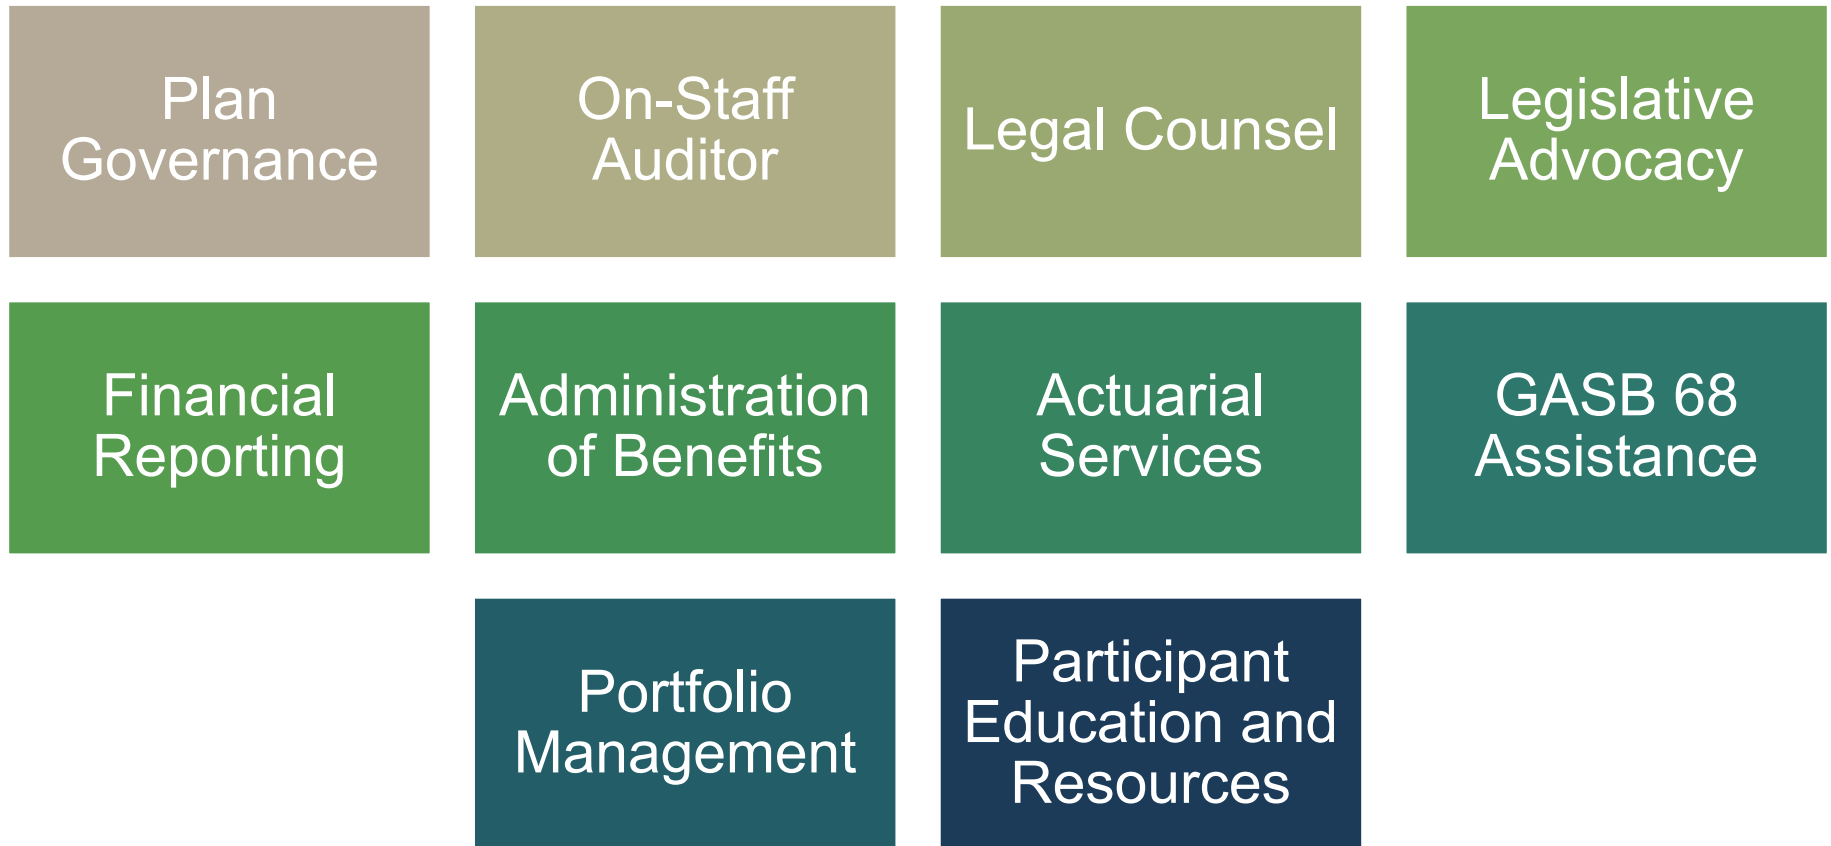 Plan
Governance
On-Staff
Auditor
Legal Counsel
Legislative
Advocacy
Financial
Reporting
Administration
of Benefits
Actuarial
Services
GASB 68
Assistance
Portfolio
Management
Participant
Education and
Resources